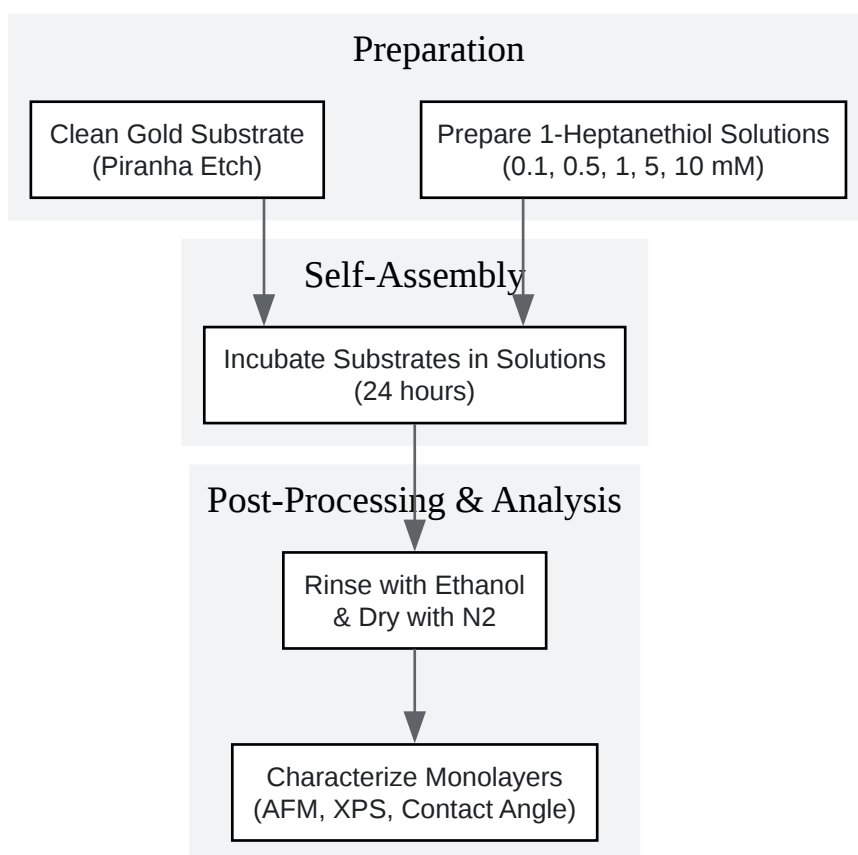 Preparation
Clean Gold Substrate
(Piranha Etch)
Prepare 1-Heptanethiol Solutions
(0.1, 0.5, 1, 5, 10 mM)
Self-Assembly
Incubate Substrates in Solutions
(24 hours)
Post-Processing & Analysis
Rinse with Ethanol
& Dry with N2
Characterize Monolayers
(AFM, XPS, Contact Angle)